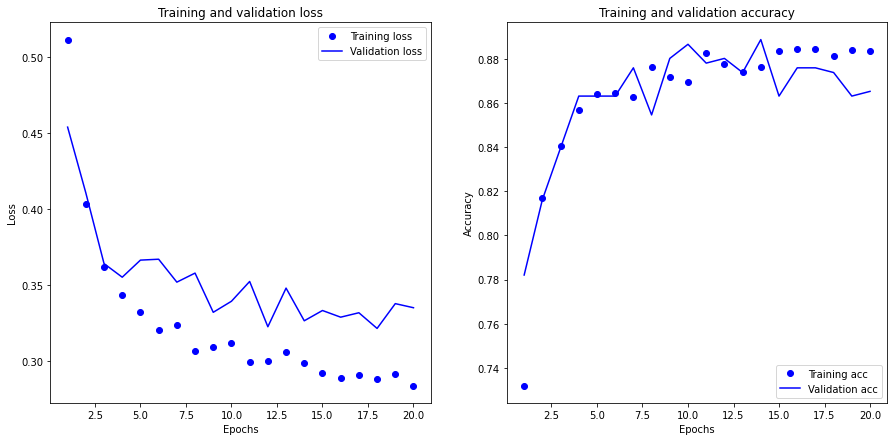 Training and validation loss
Training loss
Validation loss
0.50
0.45
0.40
0.35
0.30
Loss
2.5 5.0 7.5 10.0 12.5 15.0 17.5 20.0
Epochs
Training and validation accuracy
0.88
0.86
0.84
0.82
0.80
0.78
0.76
0.74
Accuracy
Training acc
Validation acc
2.5 5.0 7.5 10.0 12.5 15.0 17.5 20.0
Epochs